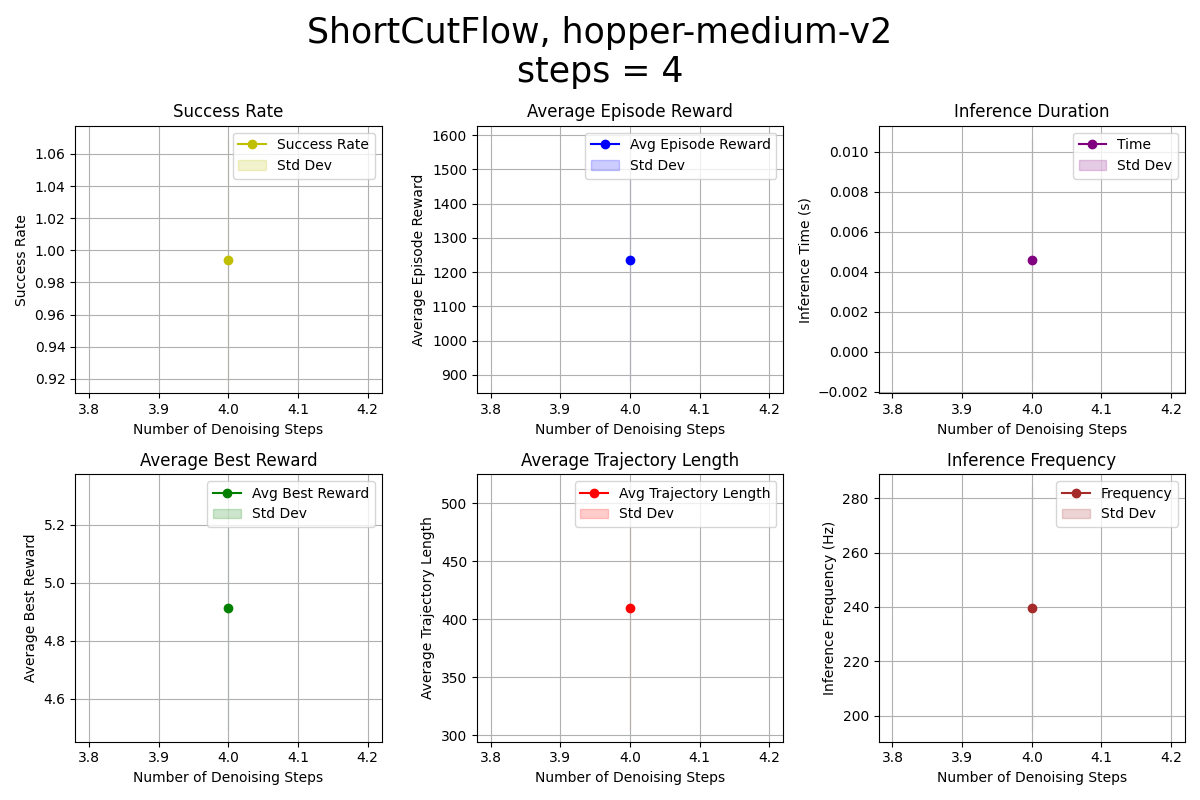 ShortCutFlow, hopper-medium-v2
steps = 4
Success Rate
Success Rate
Std Dev
1.06
1.04
1.02
1.00
0.98
0.96
0.94
0.92
Success Rate
3.8 3.9 4.0 4.1 4.2
Number of Denoising Steps
Average Episode Reward
Avg Episode Reward
Std Dev
1600
1500
1400
1300
1200
1100
1000
900
Average Episode Reward
3.8 3.9 4.0 4.1 4.2
Number of Denoising Steps
Inference Duration
Time
Std Dev
0.010
0.008
0.006
0.004
0.002
0.000
−0.002
Inference Time (s)
3.8 3.9 4.0 4.1 4.2
Number of Denoising Steps
Average Best Reward
Avg Best Reward
Std Dev
5.2
5.0
4.8
4.6
Average Best Reward
3.8 3.9 4.0 4.1 4.2
Number of Denoising Steps
Average Trajectory Length
Avg Trajectory Length
Std Dev
500
450
400
350
300
Average Trajectory Length
3.8 3.9 4.0 4.1 4.2
Number of Denoising Steps
Inference Frequency
Frequency
Std Dev
280
260
240
220
200
Inference Frequency (Hz)
3.8 3.9 4.0 4.1 4.2
Number of Denoising Steps